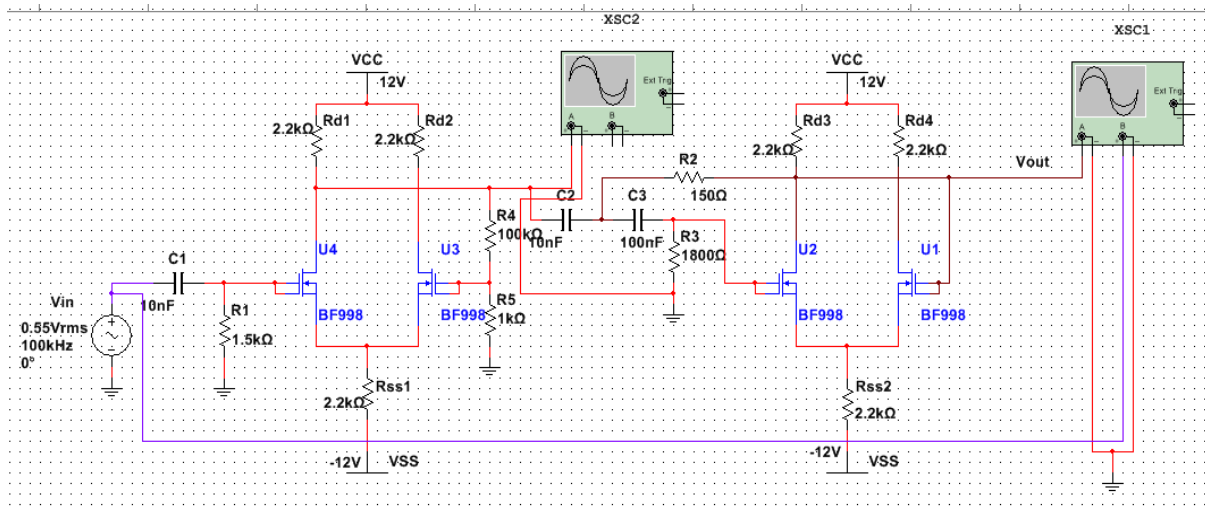 XSC2
XSC1
VCC
12V
Rd1
2.2kΩ
Rd2
2.2kΩ
Ext Trig
A
B
VCC
12V
Rd3
2.2kΩ
Rd4
2.2kΩ
Ext Trig
A
B
Vout
R2
150Ω
C2
10nF
C3
100nF
R4
100kΩ
R3
1800Ω
U4
BF998
U3
BF998
R5
1kΩ
U2
BF998
U1
BF998
C1
10nF
Vin
0.55Vrms
100kHz
0°
R1
1.5kΩ
Rss1
2.2kΩ
-12V
VSS
Rss2
2.2kΩ
-12V
VSS